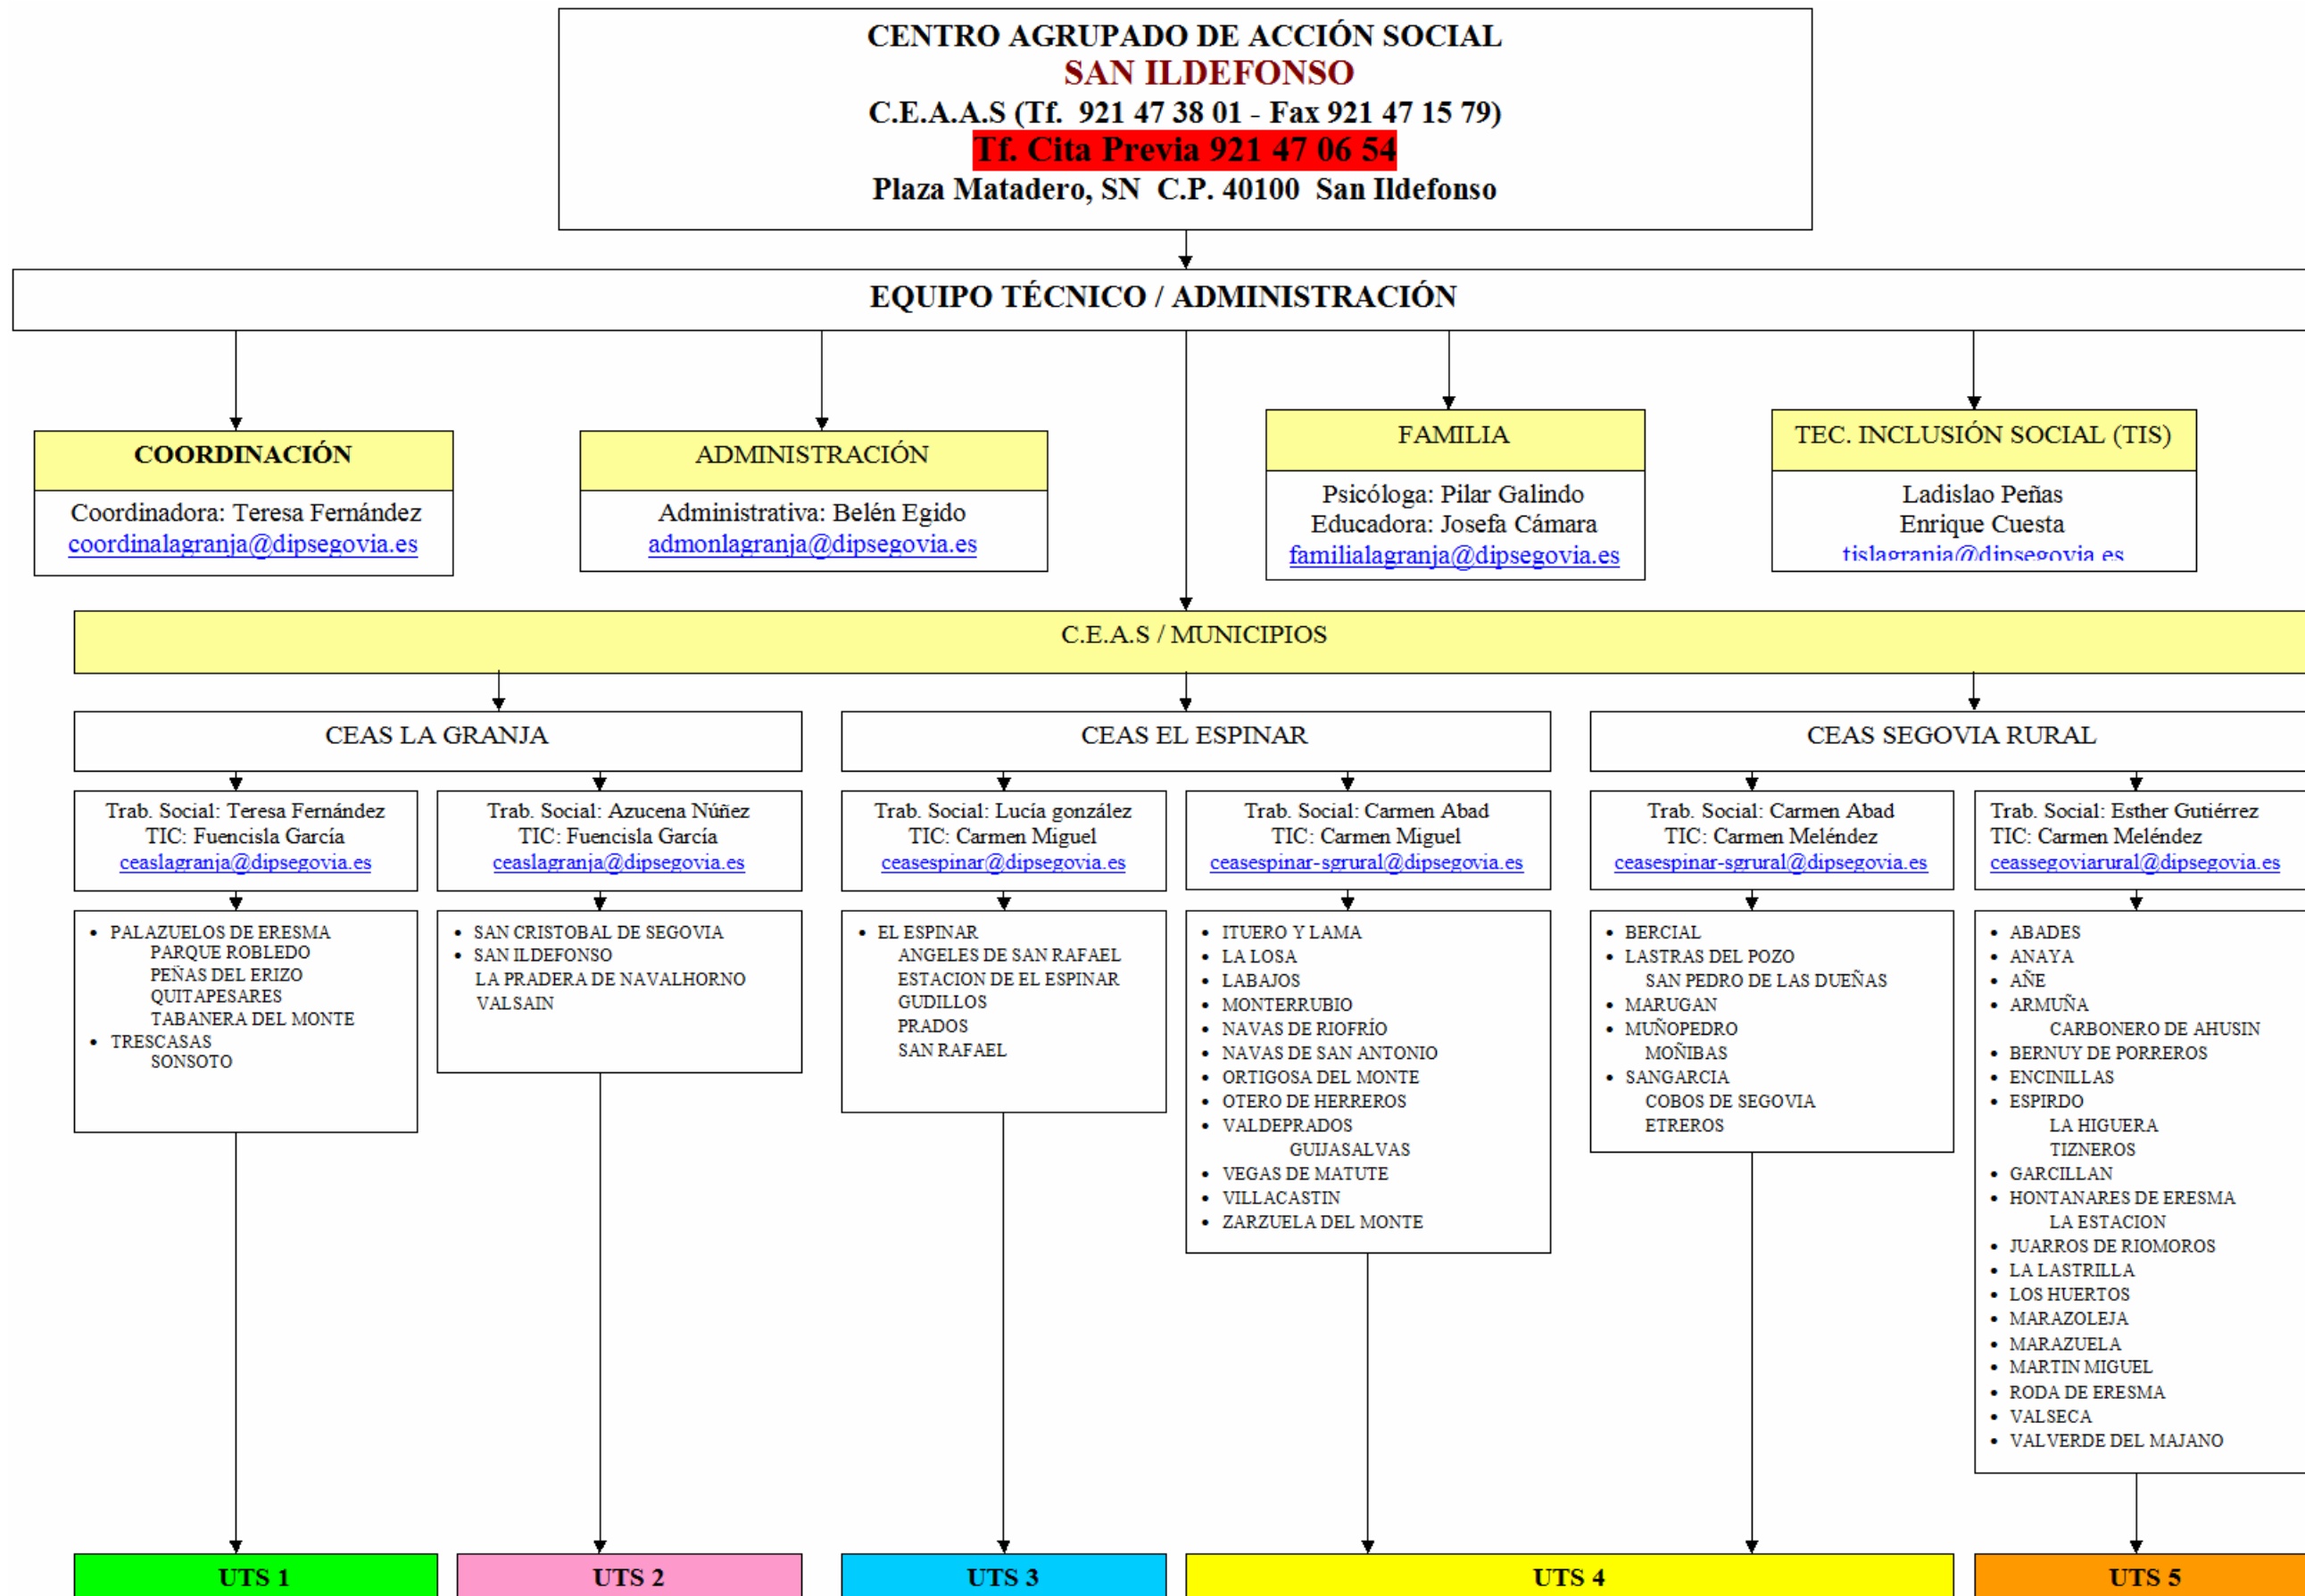 CENTRO AGRUPADO DE ACCIÓN SOCIAL
SAN ILDEFONSO
C.E.A.A.S (Tf. 921 47 38 01 - Fax 921 47 15 79)
Tf. Cita Previa 921 47 06 54
Plaza Matadero, SN C.P. 40100 San Ildefonso
EQUIPO TÉCNICO / ADMINISTRACIÓN
COORDINACIÓN
Coordinadora: Teresa Fernández
coordinalagranja@dipsegovia.es
ADMINISTRACIÓN
Administrativa: Belén Egido
admonlagranja@dipsegovia.es
FAMILIA
Psicóloga: Pilar Galindo
Educadora: Josefa Cámara
familialagranja@dipsegovia.es
TEC. INCLUSIÓN SOCIAL (TIS)
Ladislao Peñas
Enrique Cuesta
tislagranja@dipsegovia.es
C.E.A.S / MUNICIPIOS
CEAS LA GRANJA
Trab. Social: Teresa Fernández
TIC: Fuencisla García
ceaslagranja@dipsegovia.es
• PALAZUELOS DE ERESMA
PARQUE ROBLEDO
PEÑAS DEL ERIZO
QUITAPESARES
TABANERA DEL MONTE
• TRESCASAS
SONSOTO
Trab. Social: Azucena Núñez
TIC: Fuencisla García
ceaslagranja@dipsegovia.es
• SAN CRISTOBAL DE SEGOVIA
• SAN ILDEFONSO
LA PRADERA DE NAVALHORNO
VALSAIN
CEAS EL ESPINAR
Trab. Social: Lucía gonzález
TIC: Carmen Miguel
ceasespinar@dipsegovia.es
• EL ESPINAR
ANGELES DE SAN RAFAEL
ESTACION DE EL ESPINAR
GUDILLOS
PRADOS
SAN RAFAEL
Trab. Social: Carmen Abad
TIC: Carmen Miguel
ceasespinar-sgrural@dipsegovia.es
• ITUERO Y LAMA
• LA LOSA
• LABAJOS
• MONTERRUBIO
• NAVAS DE RIOFRÍO
• NAVAS DE SAN ANTONIO
• ORTIGOSA DEL MONTE
• OTERO DE HERREROS
• VALDEPRADOS
GUIJASALVAS
• VEGAS DE MATUTE
• VILLACASTIN
• ZARZUELA DEL MONTE
CEAS SEGOVIA RURAL
Trab. Social: Carmen Abad
TIC: Carmen Meléndez
ceasespinar-sgrural@dipsegovia.es
• BERCIAL
• LASTRAS DEL POZO
SAN PEDRO DE LAS DUEÑAS
• MARUGAN
• MUÑOPEDRO
MOÑIBAS
• SANGARCIA
COBOS DE SEGOVIA
ETREROS
Trab. Social: Esther Gutiérrez
TIC: Carmen Meléndez
ceassegoviarural@dipsegovia.es
• ABADES
• ANAYA
• AÑE
• ARMUÑA
CARBONERO DE AHUSIN
• BERNUY DE PORREROS
• ENCINILLAS
• ESPIRDO
LA HIGUERA
TIZNEROS
• GARCILLAN
• HONTANARES DE ERESMA
LA ESTACION
• JUARROS DE RIOMOROS
• LA LASTRILLA
• LOS HUERTOS
• MARAZOLEJA
• MARAZUELA
• MARTIN MIGUEL
• RODA DE ERESMA
• VALSECA
• VALVERDE DEL MAJANO
UTS 1
UTS 2
UTS 3
UTS 4
UTS 5